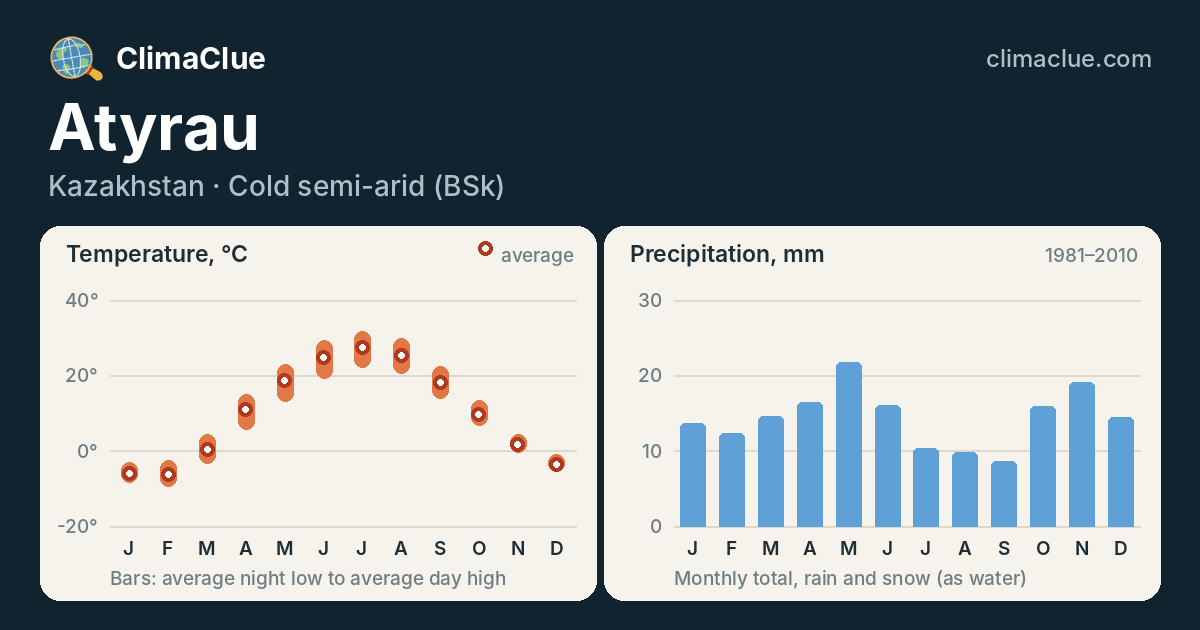 ClimaClue
climaclue.com
Atyrau
Kazakhstan · Cold semi-arid (BSk)
Temperature, °C
average
40°
20°
0°
-20°
J F M A M J J A S O N D
Bars: average night low to average day high
Precipitation, mm
1981–2010
30
20
10
0
J F M A M J J A S O N D
Monthly total, rain and snow (as water)